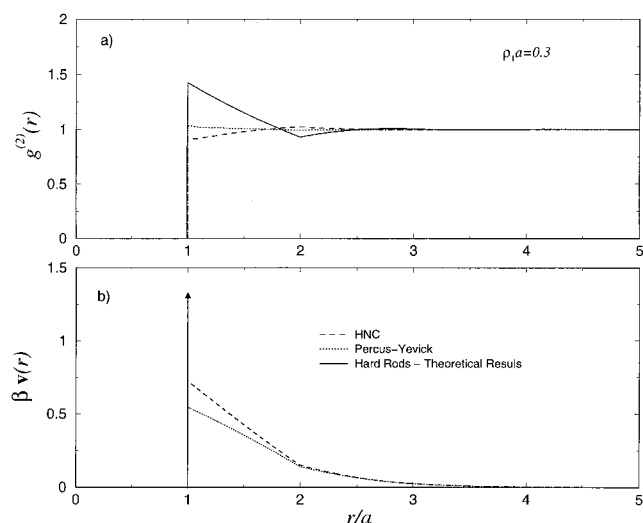 2
a)
ρ₁a=0.3
1.5
g⁽²⁾(r)
1
0.5
0
0 1 2 3 4 5
1.5
b)
HNC
Percus−Yevick
Hard Rods − Theoretical Resuls
1
β v(r)
0.5
0
0 1 2 3 4 5
r/a